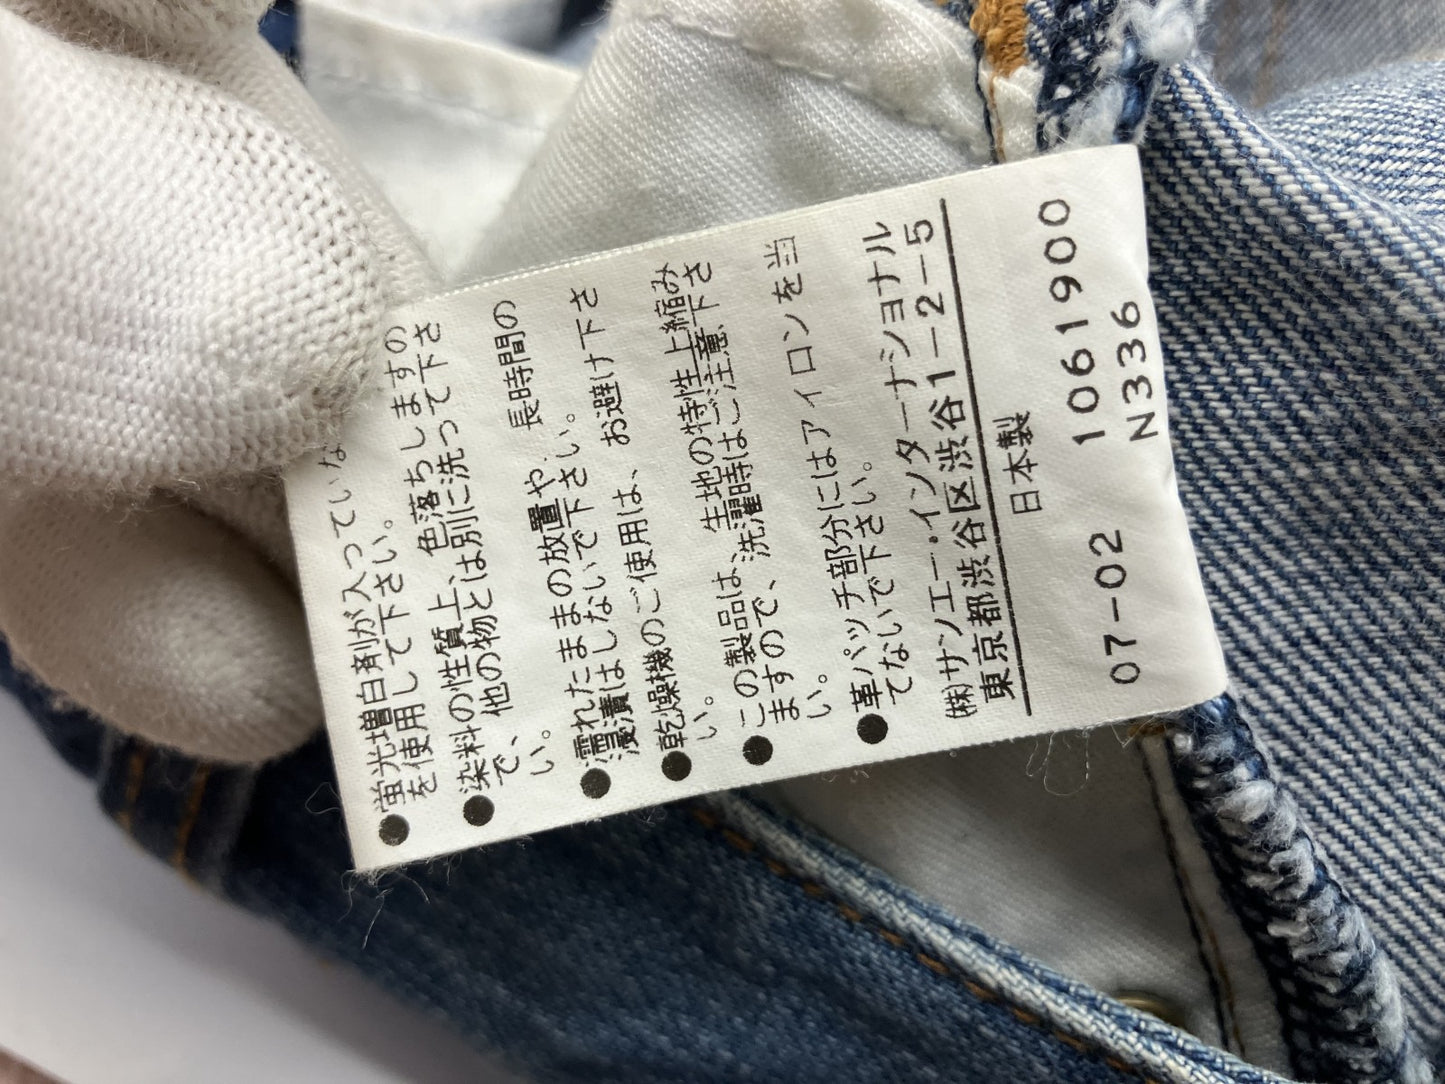 ●蛍光増白剤が入っていな
を使用して下さい。
●染料の性質上、色落ちしますの
で、他の物とは別に洗って下さ
い。
●濡れたままの放置や、長時間の
浸漬はしないで下さい。
●乾燥機のご使用は、お避け下さ
い。
●この製品は、生地の特性上縮み
ますので、洗濯時はご注意下さ
い。
●革パッチ部分にはアイロンを当
てないで下さい。
㈱サンエー・インターナショナル
東京都渋谷区渋谷1-2-5
日本製
07-02 1061900
N336